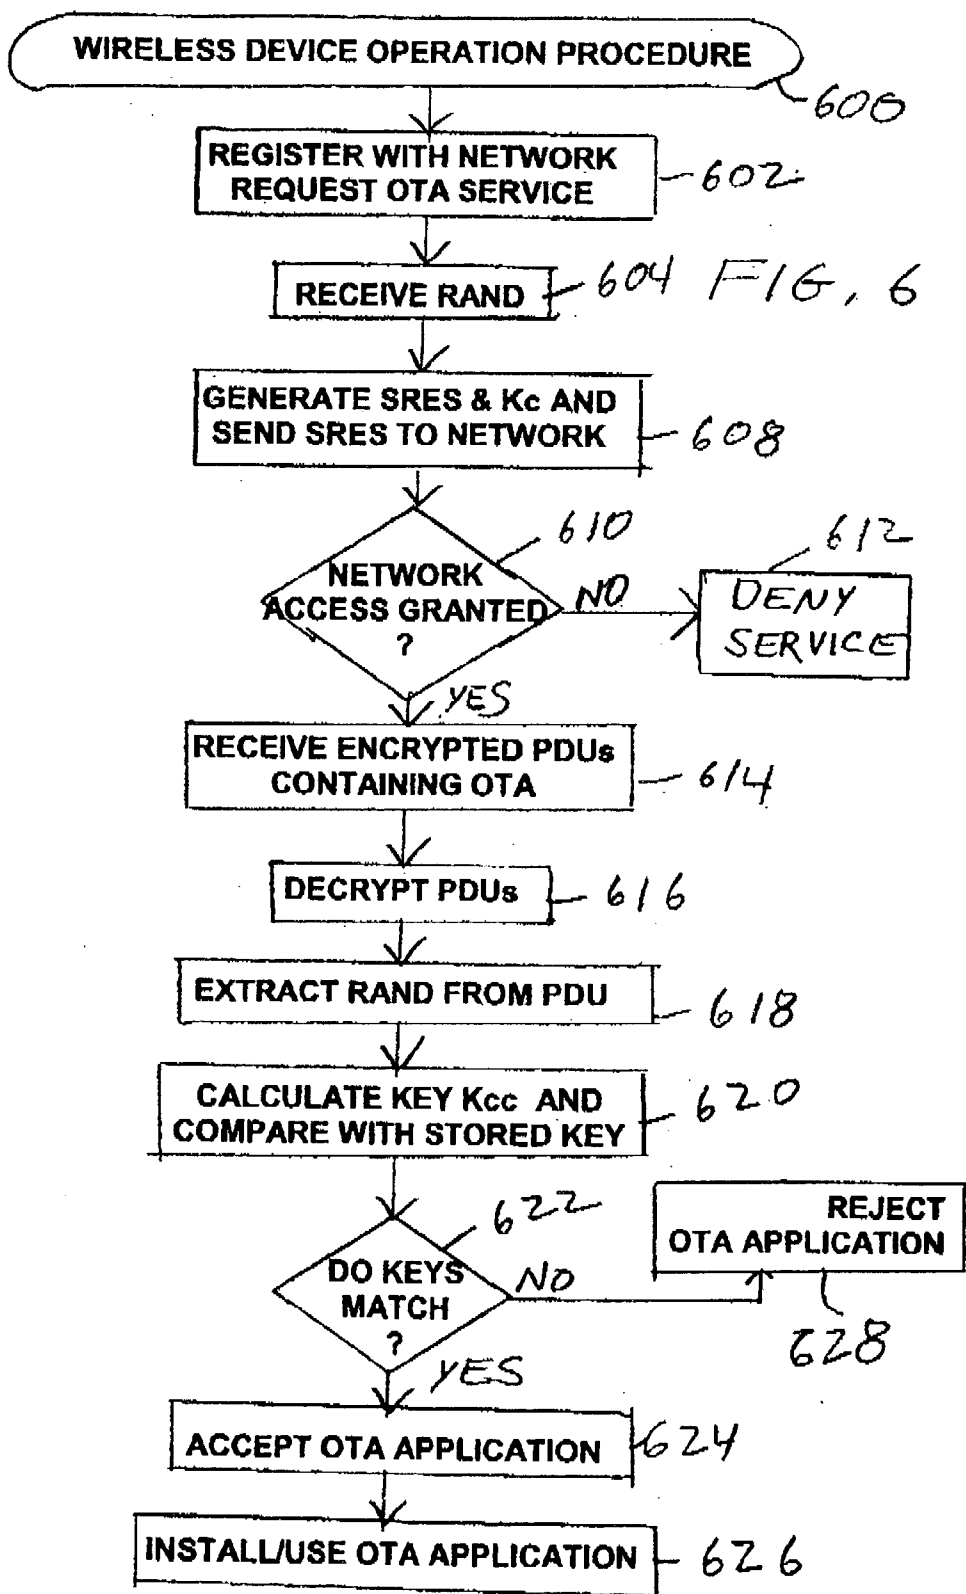 WIRELESS DEVICE OPERATION PROCEDURE
600
REGISTER WITH NETWORK
REQUEST OTA SERVICE
602
RECEIVE RAND
604
FIG. 6
GENERATE SRES & Kc AND
SEND SRES TO NETWORK
608
610
NETWORK
ACCESS GRANTED
?
NO
612
DENY
SERVICE
YES
RECEIVE ENCRYPTED PDUs
CONTAINING OTA
614
DECRYPT PDUs
616
EXTRACT RAND FROM PDU
618
CALCULATE KEY Kcc AND
COMPARE WITH STORED KEY
620
622
DO KEYS
MATCH
?
NO
REJECT
OTA APPLICATION
628
YES
ACCEPT OTA APPLICATION
624
INSTALL/USE OTA APPLICATION
626